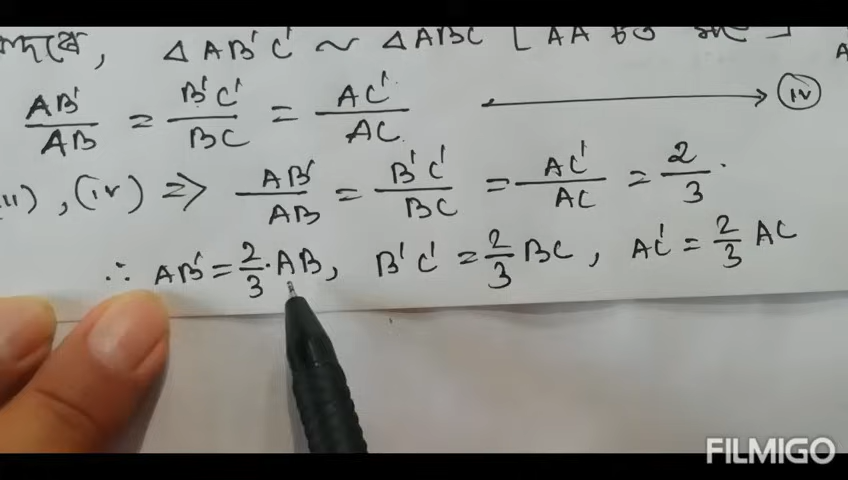 △AB'C' ~ △ABC [AA
AB'/AB = B'C'/BC = AC'/AC → (iv)
(ii), (iv) ⇒ AB'/AB = B'C'/BC = AC'/AC = 2/3.
∴ AB' = 2/3·AB, B'C' = 2/3 BC, AC' = 2/3 AC
FILMIGO